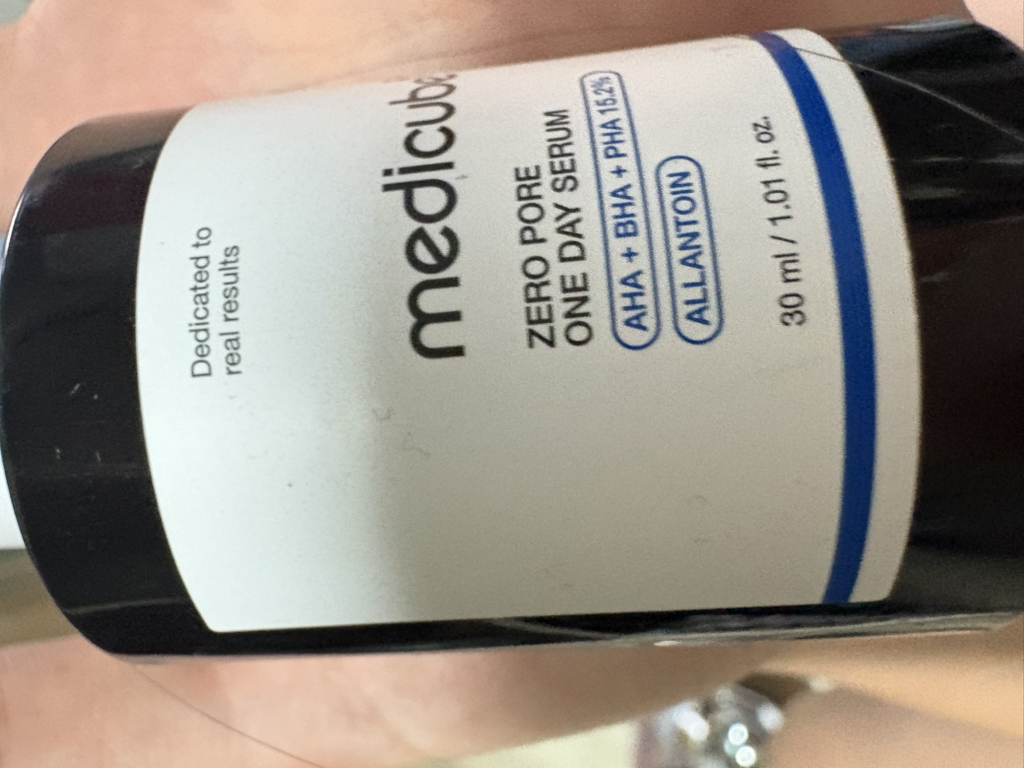 Dedicated to
real results
medicube
ZERO PORE
ONE DAY SERUM
AHA + BHA + PHA 15.2%
ALLANTOIN
30 ml / 1.01 fl. oz.